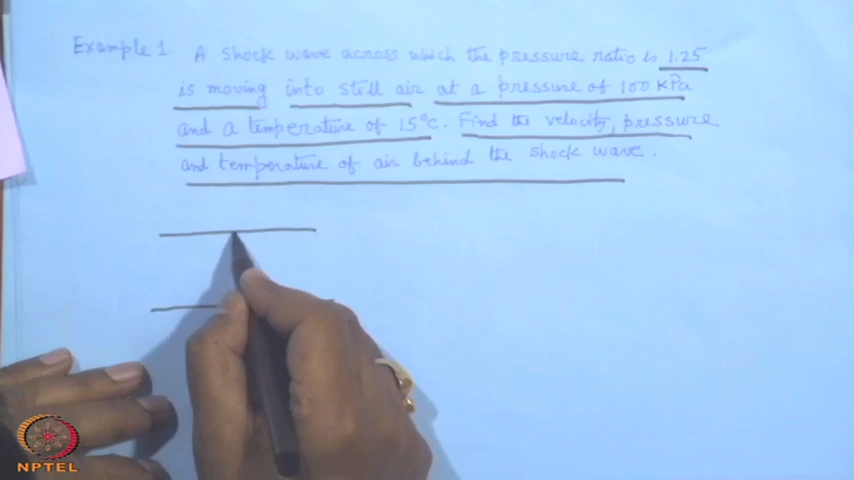 Example 1. A shock wave across which the pressure ratio is 1.25
is moving into still air at a pressure of 100 kPa
and a temperature of 15°C. Find the velocity, pressure
and temperature of air behind the shock wave.
NPTEL